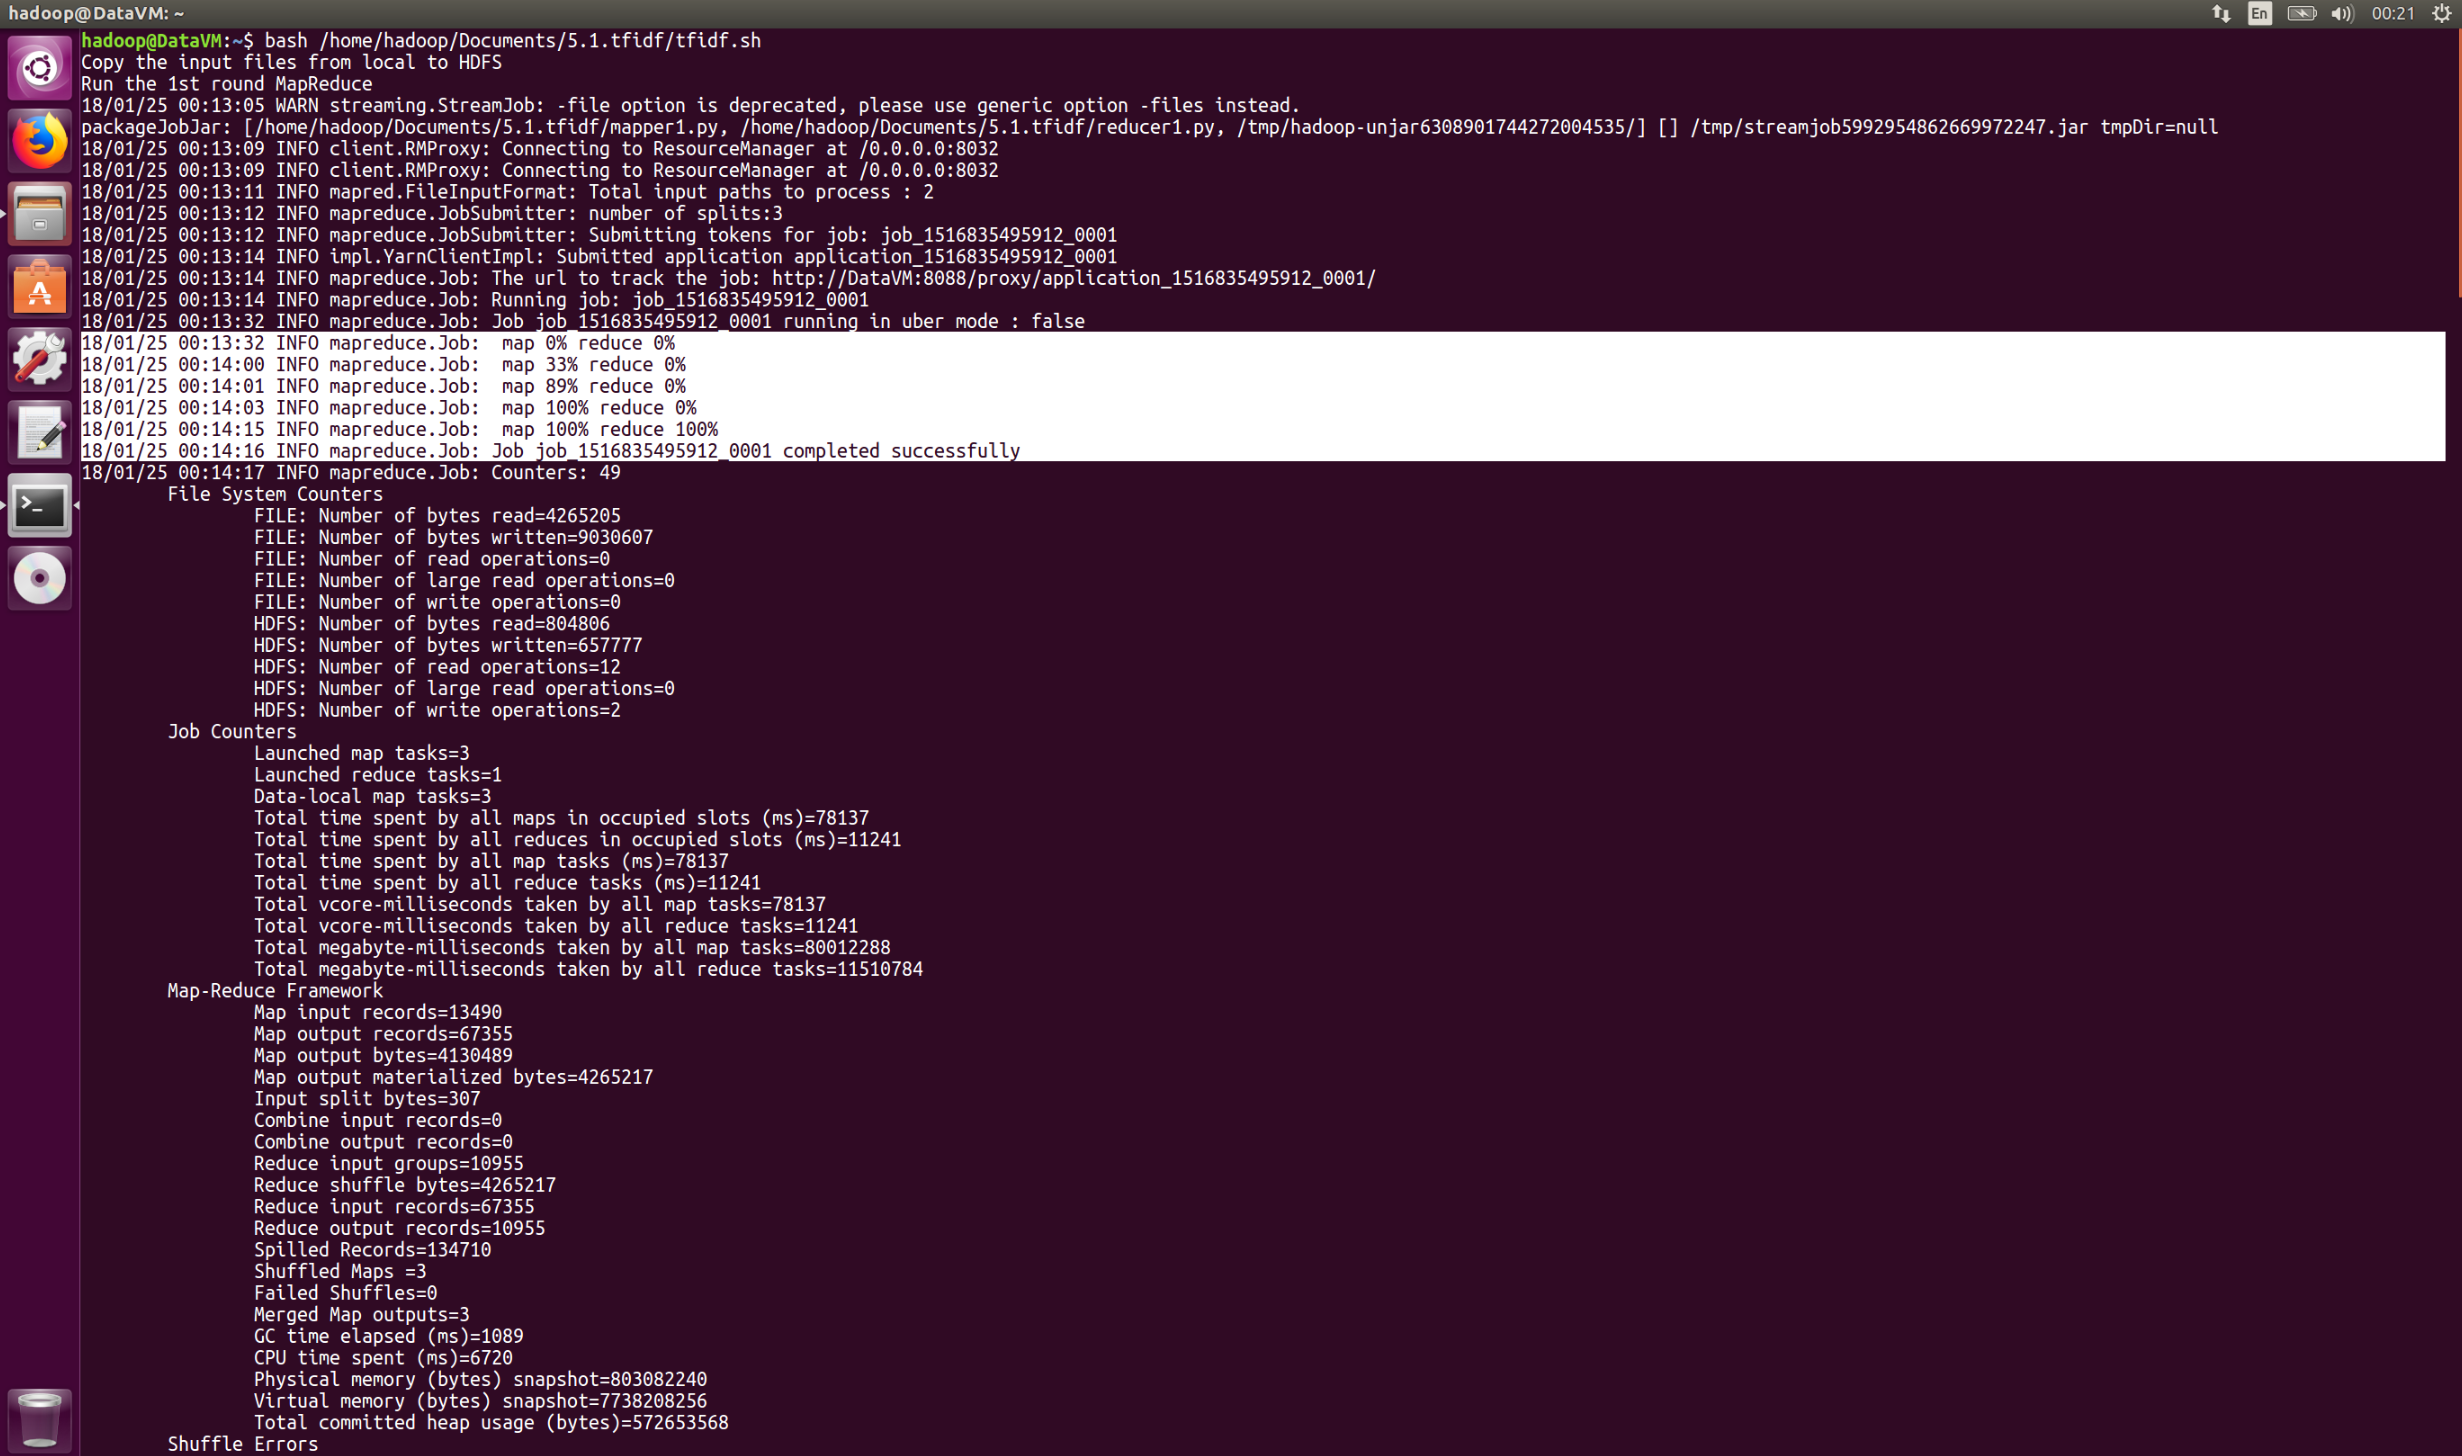 hadoop@DataVM: ~
En
00:21
hadoop@DataVM:~$ bash /home/hadoop/Documents/5.1.tfidf/tfidf.sh
Copy the input files from local to HDFS
Run the 1st round MapReduce
18/01/25 00:13:05 WARN streaming.StreamJob: -file option is deprecated, please use generic option -files instead.
packageJobJar: [/home/hadoop/Documents/5.1.tfidf/mapper1.py, /home/hadoop/Documents/5.1.tfidf/reducer1.py, /tmp/hadoop-unjar6308901744272004535/] [] /tmp/streamjob5992954862669972247.jar tmpDir=null
18/01/25 00:13:09 INFO client.RMProxy: Connecting to ResourceManager at /0.0.0.0:8032
18/01/25 00:13:09 INFO client.RMProxy: Connecting to ResourceManager at /0.0.0.0:8032
18/01/25 00:13:11 INFO mapred.FileInputFormat: Total input paths to process : 2
18/01/25 00:13:12 INFO mapreduce.JobSubmitter: number of splits:3
18/01/25 00:13:12 INFO mapreduce.JobSubmitter: Submitting tokens for job: job_1516835495912_0001
18/01/25 00:13:14 INFO impl.YarnClientImpl: Submitted application application_1516835495912_0001
18/01/25 00:13:14 INFO mapreduce.Job: The url to track the job: http://DataVM:8088/proxy/application_1516835495912_0001/
18/01/25 00:13:14 INFO mapreduce.Job: Running job: job_1516835495912_0001
18/01/25 00:13:32 INFO mapreduce.Job: Job job_1516835495912_0001 running in uber mode : false
18/01/25 00:13:32 INFO mapreduce.Job:  map 0% reduce 0%
18/01/25 00:14:00 INFO mapreduce.Job:  map 33% reduce 0%
18/01/25 00:14:01 INFO mapreduce.Job:  map 89% reduce 0%
18/01/25 00:14:03 INFO mapreduce.Job:  map 100% reduce 0%
18/01/25 00:14:15 INFO mapreduce.Job:  map 100% reduce 100%
18/01/25 00:14:16 INFO mapreduce.Job: Job job_1516835495912_0001 completed successfully
18/01/25 00:14:17 INFO mapreduce.Job: Counters: 49
File System Counters
FILE: Number of bytes read=4265205
FILE: Number of bytes written=9030607
FILE: Number of read operations=0
FILE: Number of large read operations=0
FILE: Number of write operations=0
HDFS: Number of bytes read=804806
HDFS: Number of bytes written=657777
HDFS: Number of read operations=12
HDFS: Number of large read operations=0
HDFS: Number of write operations=2
Job Counters
Launched map tasks=3
Launched reduce tasks=1
Data-local map tasks=3
Total time spent by all maps in occupied slots (ms)=78137
Total time spent by all reduces in occupied slots (ms)=11241
Total time spent by all map tasks (ms)=78137
Total time spent by all reduce tasks (ms)=11241
Total vcore-milliseconds taken by all map tasks=78137
Total vcore-milliseconds taken by all reduce tasks=11241
Total megabyte-milliseconds taken by all map tasks=80012288
Total megabyte-milliseconds taken by all reduce tasks=11510784
Map-Reduce Framework
Map input records=13490
Map output records=67355
Map output bytes=4130489
Map output materialized bytes=4265217
Input split bytes=307
Combine input records=0
Combine output records=0
Reduce input groups=10955
Reduce shuffle bytes=4265217
Reduce input records=67355
Reduce output records=10955
Spilled Records=134710
Shuffled Maps =3
Failed Shuffles=0
Merged Map outputs=3
GC time elapsed (ms)=1089
CPU time spent (ms)=6720
Physical memory (bytes) snapshot=803082240
Virtual memory (bytes) snapshot=7738208256
Total committed heap usage (bytes)=572653568
Shuffle Errors